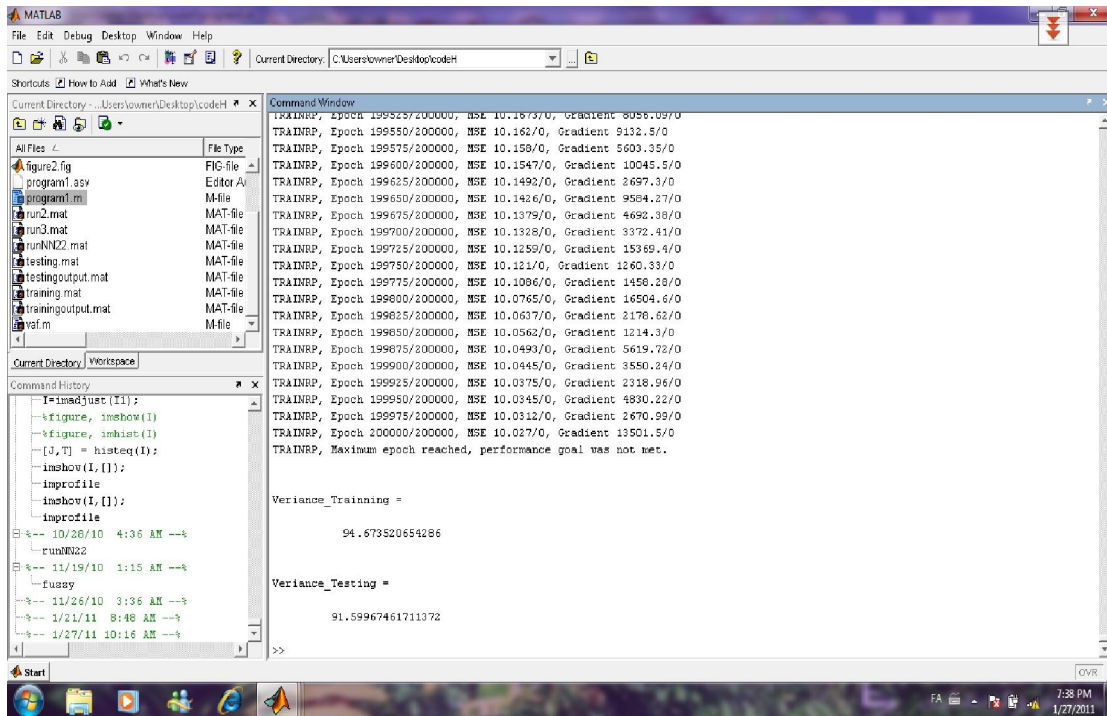 MATLAB
File Edit Debug Desktop Window Help
Current Directory: C:\Users\owner\Desktop\codeH
Shortcuts How to Add What's New
Current Directory - ...Users\owner\Desktop\codeH
All Files File Type
figure2.fig FIG-file
program1.asv Editor A
program1.m M-file
run2.mat MAT-file
run3.mat MAT-file
runNN22.mat MAT-file
testing.mat MAT-file
testingoutput.mat MAT-file
training.mat MAT-file
trainingoutput.mat MAT-file
vaf.m M-file
Current Directory Workspace
Command History
I=imadjust(I1);
%figure, imshow(I)
%figure, imhist(I)
[J,T] = histeq(I);
imshow(I,[]);
improfile
imshow(I,[]);
improfile
%-- 10/28/10 4:36 AM --%
runNN22
%-- 11/19/10 1:15 AM --%
fuzzy
%-- 11/26/10 3:36 AM --%
%-- 1/21/11 8:48 AM --%
%-- 1/27/11 10:16 AM --%
Command Window
TRAINRP, Epoch 199525/200000, MSE 10.1673/0, Gradient 8056.09/0
TRAINRP, Epoch 199550/200000, MSE 10.162/0, Gradient 9132.5/0
TRAINRP, Epoch 199575/200000, MSE 10.158/0, Gradient 5603.35/0
TRAINRP, Epoch 199600/200000, MSE 10.1547/0, Gradient 10045.5/0
TRAINRP, Epoch 199625/200000, MSE 10.1492/0, Gradient 2697.3/0
TRAINRP, Epoch 199650/200000, MSE 10.1426/0, Gradient 9584.27/0
TRAINRP, Epoch 199675/200000, MSE 10.1379/0, Gradient 4692.38/0
TRAINRP, Epoch 199700/200000, MSE 10.1328/0, Gradient 3372.41/0
TRAINRP, Epoch 199725/200000, MSE 10.1259/0, Gradient 15369.4/0
TRAINRP, Epoch 199750/200000, MSE 10.121/0, Gradient 1260.33/0
TRAINRP, Epoch 199775/200000, MSE 10.1086/0, Gradient 1458.28/0
TRAINRP, Epoch 199800/200000, MSE 10.0765/0, Gradient 16504.6/0
TRAINRP, Epoch 199825/200000, MSE 10.0637/0, Gradient 2178.62/0
TRAINRP, Epoch 199850/200000, MSE 10.0562/0, Gradient 1214.3/0
TRAINRP, Epoch 199875/200000, MSE 10.0493/0, Gradient 5619.72/0
TRAINRP, Epoch 199900/200000, MSE 10.0445/0, Gradient 3550.24/0
TRAINRP, Epoch 199925/200000, MSE 10.0375/0, Gradient 2318.96/0
TRAINRP, Epoch 199950/200000, MSE 10.0345/0, Gradient 4830.22/0
TRAINRP, Epoch 199975/200000, MSE 10.0312/0, Gradient 2670.99/0
TRAINRP, Epoch 200000/200000, MSE 10.027/0, Gradient 13501.5/0
TRAINRP, Maximum epoch reached, performance goal was not met.
Veriance_Trainning =
94.673520654286
Veriance_Testing =
91.59967461711372
>>
Start
OVR
FA
7:38 PM
1/27/2011